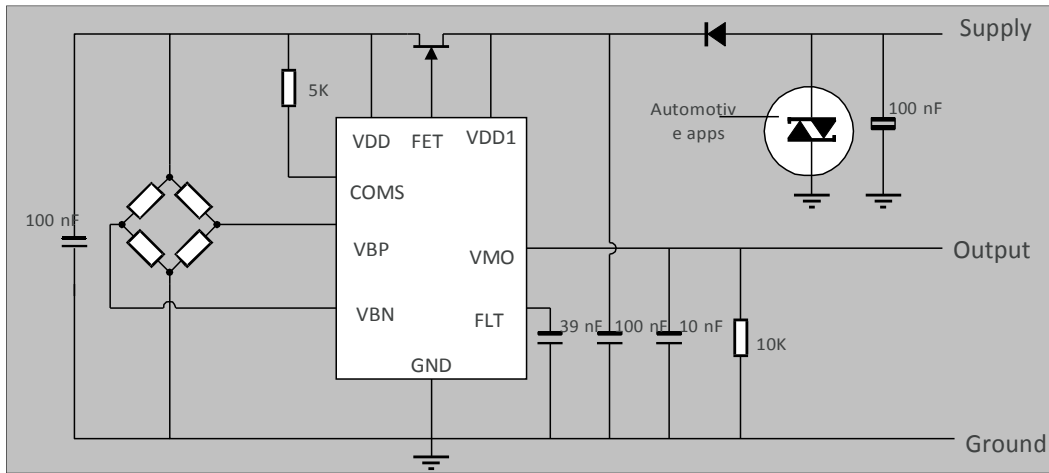 Supply
5K
Automotiv
e apps
100 nF
VDD
FET
VDD1
COMS
100 nF
VBP
VMO
Output
VBN
FLT
39 nF
100 nF
10 nF
10K
GND
Ground